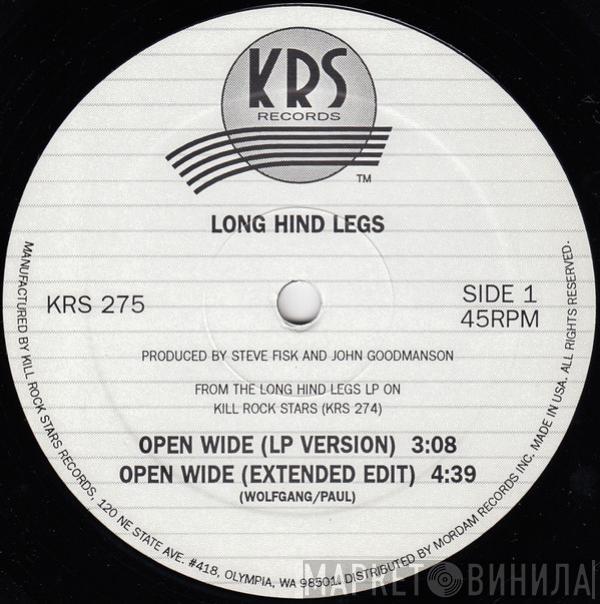 KRS
RECORDS
TM
LONG HIND LEGS
KRS 275
SIDE 1
45RPM
PRODUCED BY STEVE FISK AND JOHN GOODMANSON
FROM THE LONG HIND LEGS LP ON
KILL ROCK STARS (KRS 274)
OPEN WIDE (LP VERSION) 3:08
OPEN WIDE (EXTENDED EDIT) 4:39
(WOLFGANG/PAUL)
MANUFACTURED BY KILL ROCK STARS RECORDS, 120 NE STATE AVE. #418, OLYMPIA, WA 98501. DISTRIBUTED BY MORDAM RECORDS INC. MADE IN USA. ALL RIGHTS RESERVED.
МАРКЕТ ВИНИЛА